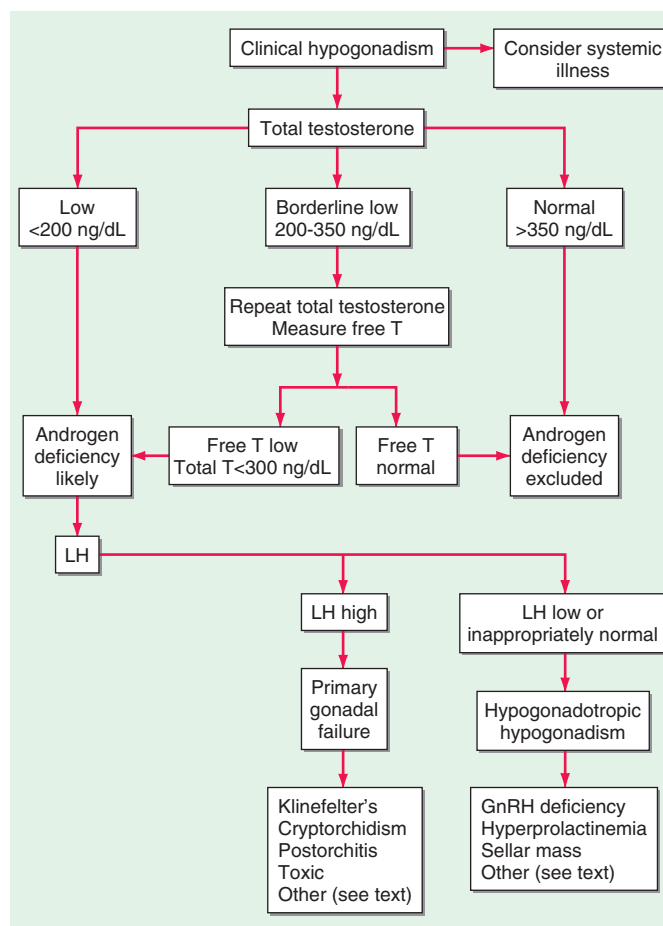 Clinical hypogonadism
Consider systemic
illness
Total testosterone
Low
<200 ng/dL
Borderline low
200-350 ng/dL
Normal
>350 ng/dL
Repeat total testosterone
Measure free T
Androgen
deficiency
likely
Free T low
Total T<300 ng/dL
Free T
normal
Androgen
deficiency
excluded
LH
LH high
LH low or
inappropriately normal
Primary
gonadal
failure
Hypogonadotropic
hypogonadism
Klinefelter's
Cryptorchidism
Postorchitis
Toxic
Other (see text)
GnRH deficiency
Hyperprolactinemia
Sellar mass
Other (see text)